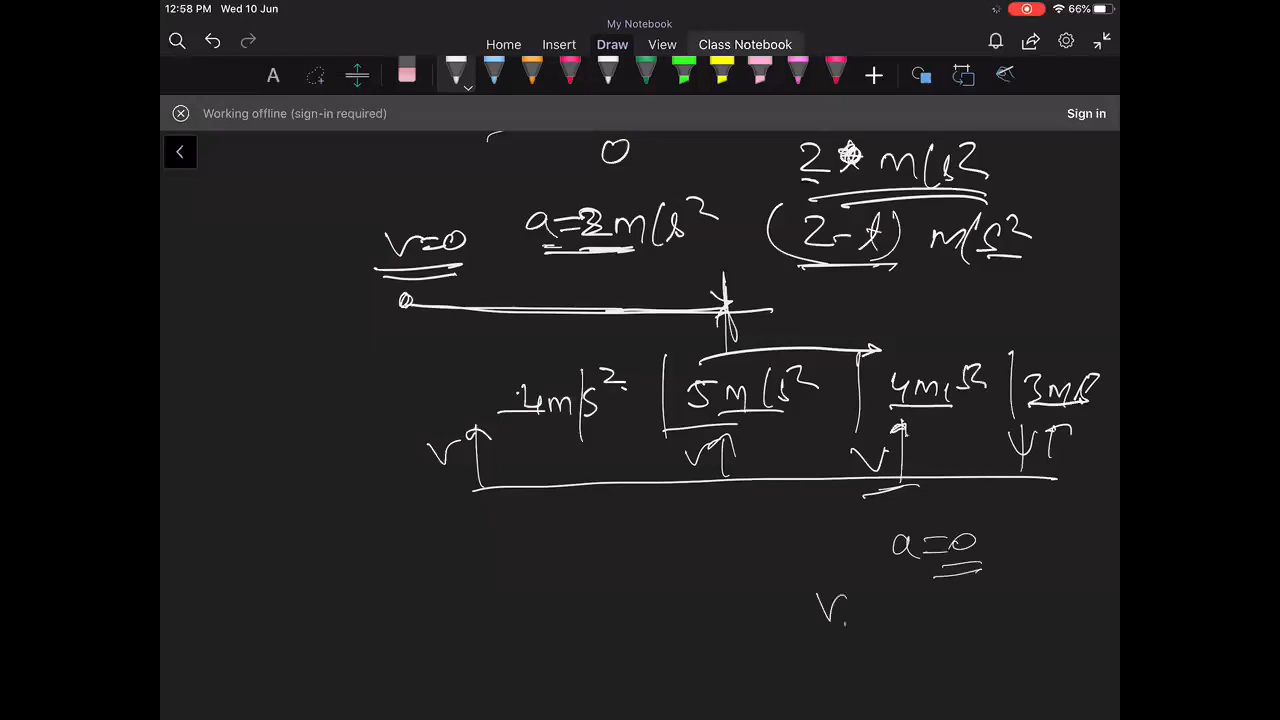 12:58 PM Wed 10 Jun 66%
My Notebook
Home Insert Draw View Class Notebook
A
Working offline (sign-in required) Sign in
0 2 m/s2
v=0 a=2m/s² (2-t) m/s²
4m/s² 5m/s² 4m/s² 3m/s
v↑ v↑ v↑ v↑
a=0
v